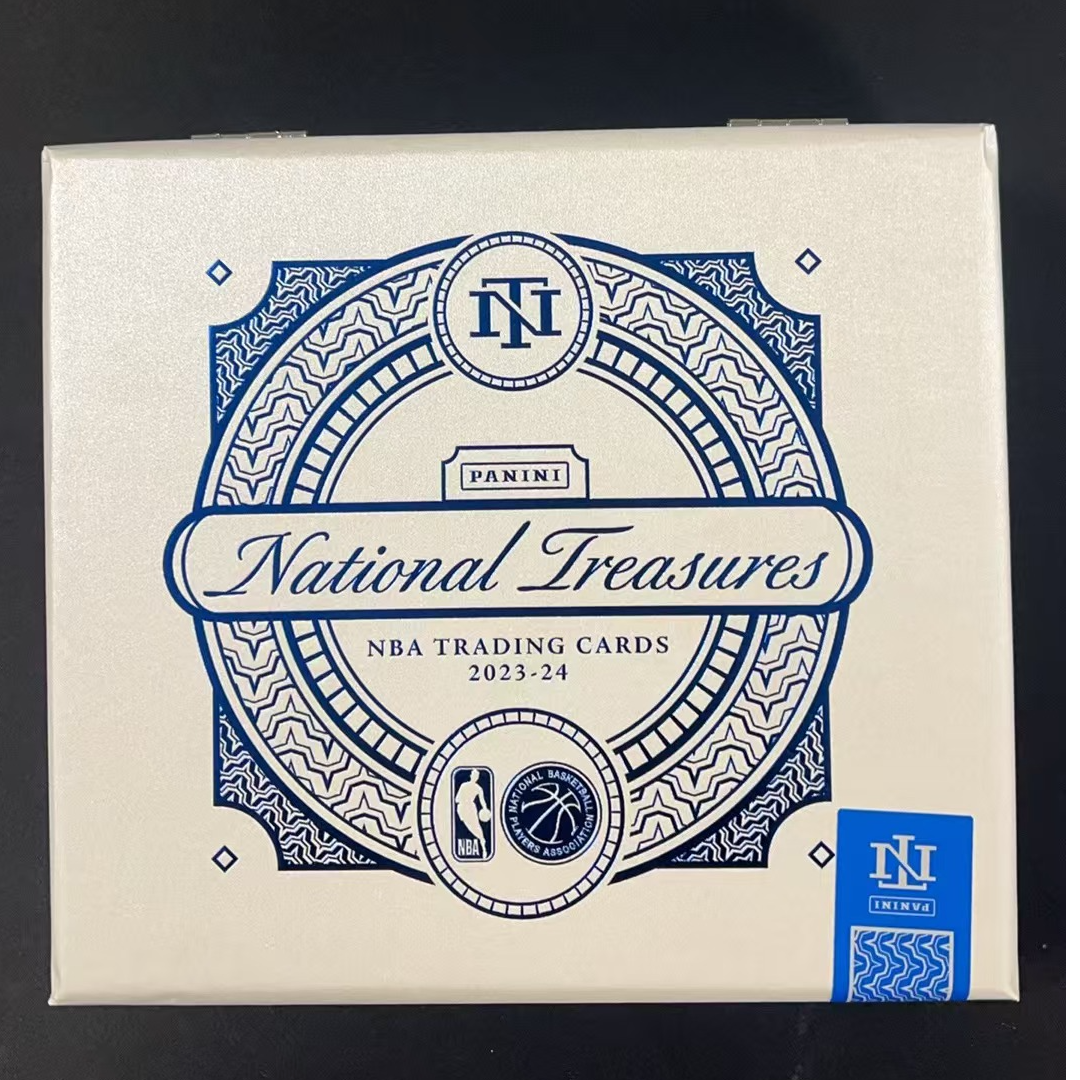 NT
PANINI
National Treasures
NBA TRADING CARDS
2023-24
NBA
NATIONAL BASKETBALL
PLAYERS ASSOCIATION
NT
PANINI